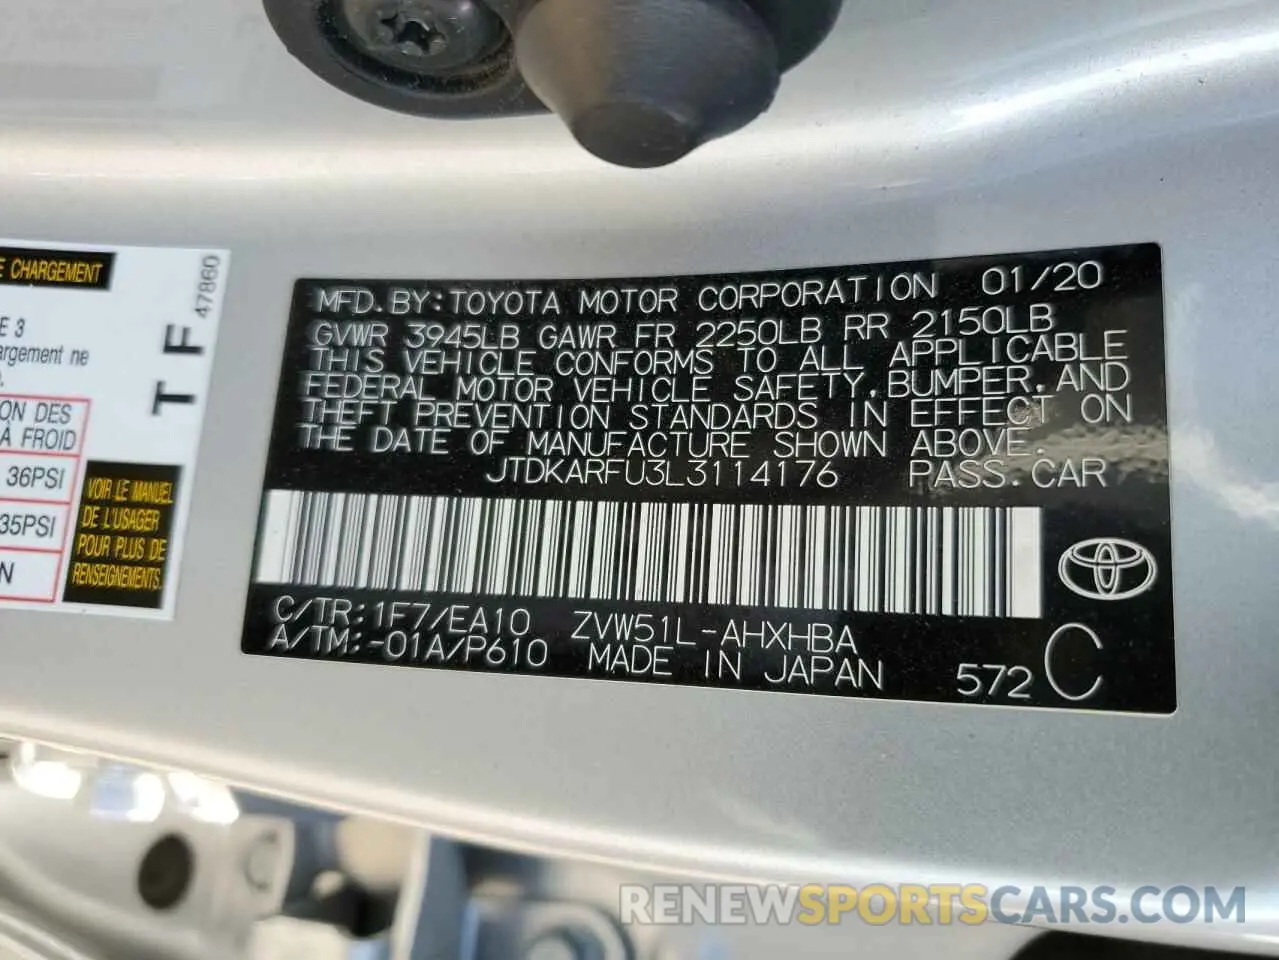 E CHARGEMENT
E 3
argement ne
ON DES
À FROID
36PSI
35PSI
N
T F
47860
VOIR LE MANUEL
DE L'USAGER
POUR PLUS DE
RENSEIGNEMENTS.
MFD.BY:TOYOTA MOTOR CORPORATION 01/20
GVWR 3945LB GAWR FR 2250LB RR 2150LB
THIS VEHICLE CONFORMS TO ALL APPLICABLE
FEDERAL MOTOR VEHICLE SAFETY,BUMPER,AND
THEFT PREVENTION STANDARDS IN EFFECT ON
THE DATE OF MANUFACTURE SHOWN ABOVE.
JTDKARFU3L3114176 PASS.CAR
C/TR:1F7/EA10 ZVW51L-AHXHBA
A/TM:-01A/P610 MADE IN JAPAN 572 C
RENEWSPORTSCARS.COM